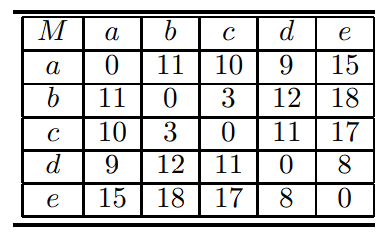 M a b c d e
a 0 11 10 9 15
b 11 0 3 12 18
c 10 3 0 11 17
d 9 12 11 0 8
e 15 18 17 8 0